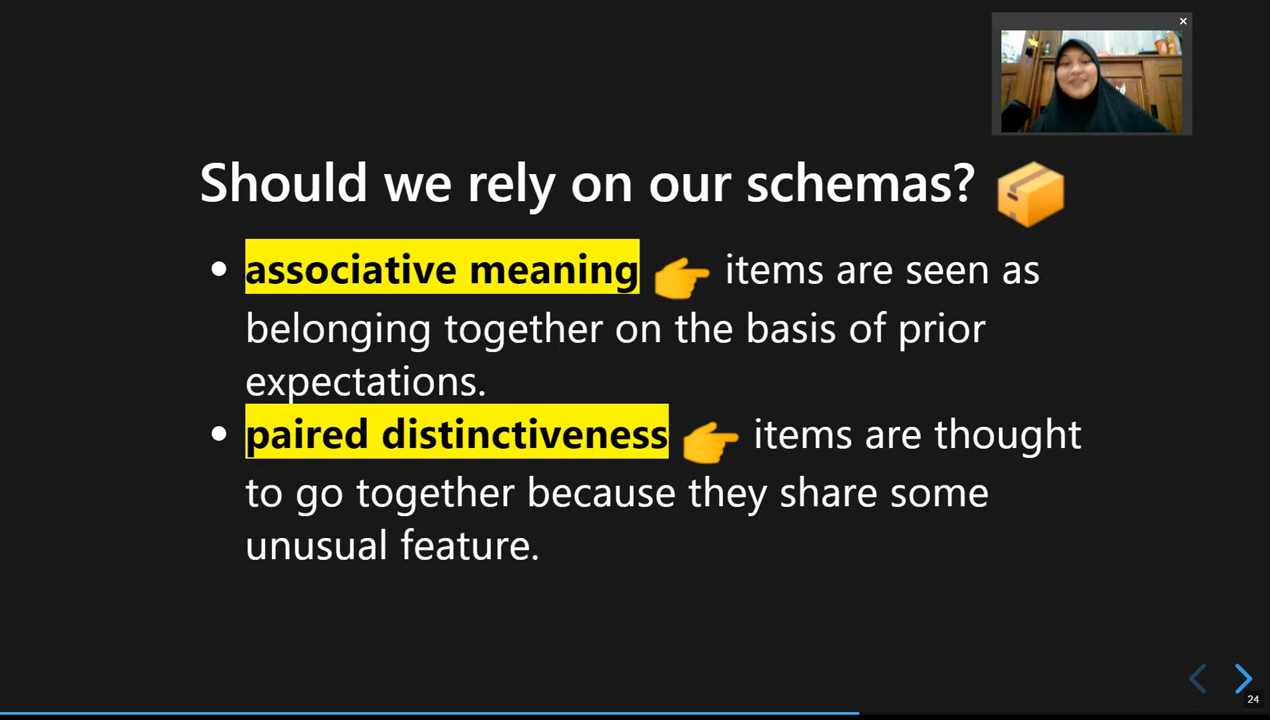 Should we rely on our schemas? 📦
• associative meaning 👉 items are seen as
belonging together on the basis of prior
expectations.
• paired distinctiveness 👉 items are thought
to go together because they share some
unusual feature.
24